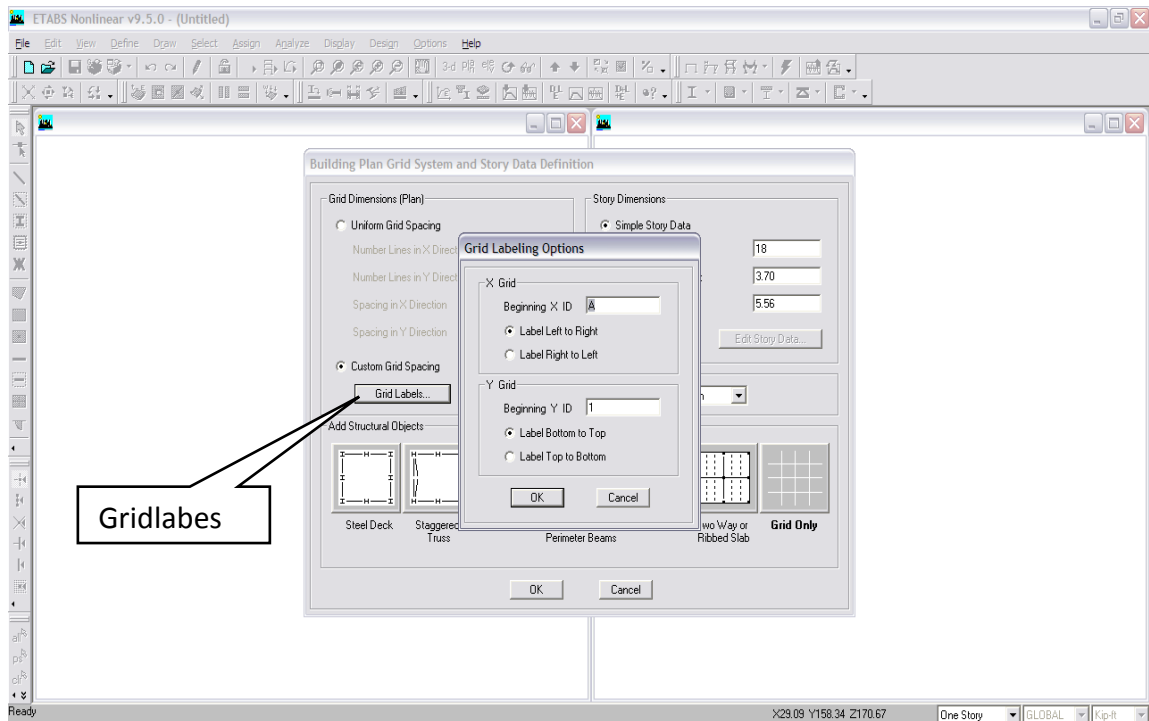 ETABS Nonlinear v9.5.0 - (Untitled)
File Edit View Define Draw Select Assign Analyze Display Design Options Help
3-d
Building Plan Grid System and Story Data Definition
Grid Dimensions (Plan)
Uniform Grid Spacing
Number Lines in X Direct
Number Lines in Y Direct
Spacing in X Direction
Spacing in Y Direction
Custom Grid Spacing
Grid Labels...
Story Dimensions
Simple Story Data
18
3.70
5.56
Edit Story Data...
Grid Labeling Options
X Grid
Beginning X ID A
Label Left to Right
Label Right to Left
Y Grid
Beginning Y ID 1
Label Bottom to Top
Label Top to Bottom
OK Cancel
Add Structural Objects
Steel Deck
Staggered
Truss
Perimeter Beams
wo Way or
Ribbed Slab
Grid Only
OK Cancel
Gridlabes
all
ps
clr
Ready
X29.09 Y158.34 Z170.67
One Story
GLOBAL
Kip-ft